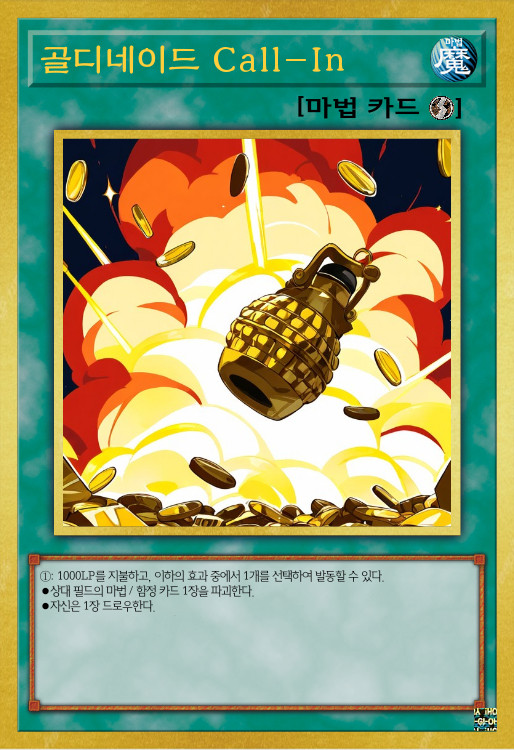 골디네이드 Call-In
마법
魔
[마법 카드 ]
①: 1000LP를 지불하고, 이하의 효과 중에서 1개를 선택하여 발동할 수 있다.
●상대 필드의 마법 / 함정 카드 1장을 파괴한다.
●자신은 1장 드로우한다.